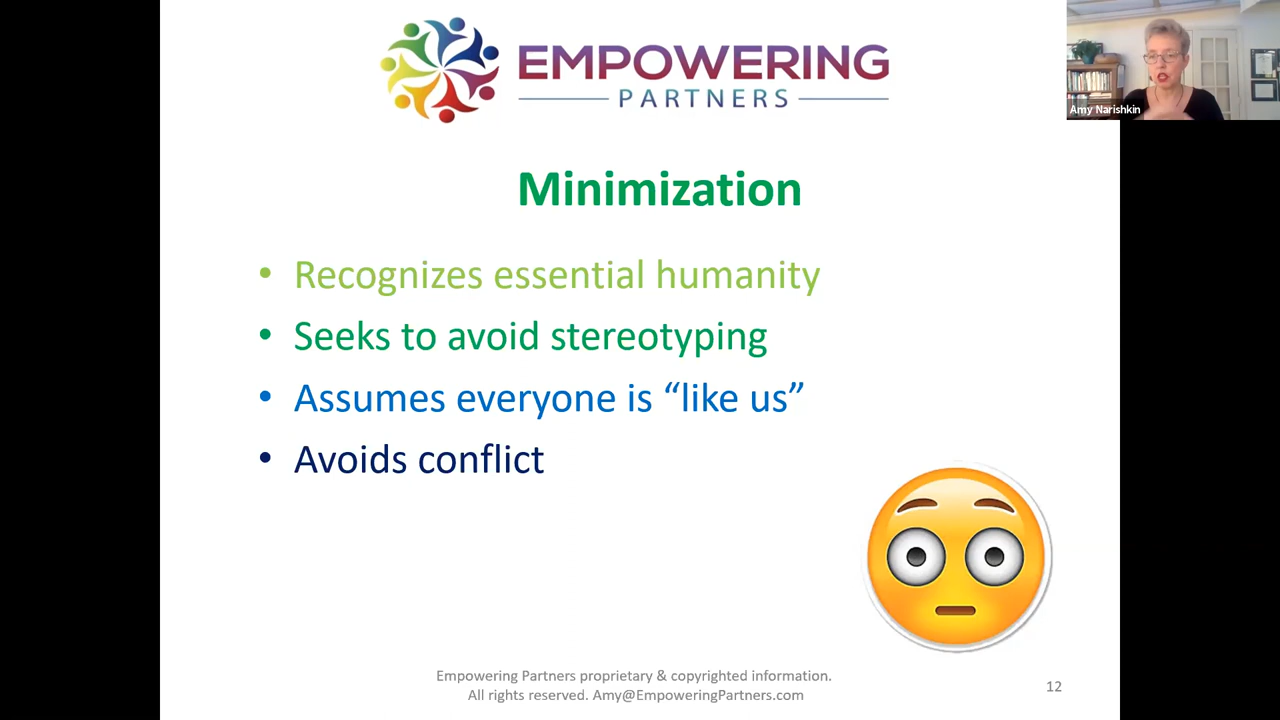 EMPOWERING
PARTNERS
Amy Narishkin
Minimization
• Recognizes essential humanity
• Seeks to avoid stereotyping
• Assumes everyone is “like us”
• Avoids conflict
Empowering Partners proprietary & copyrighted information.
All rights reserved. Amy@EmpoweringPartners.com
12